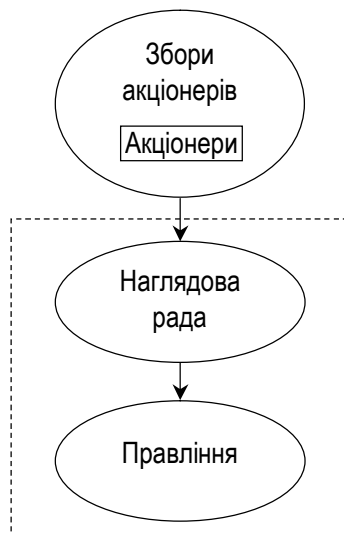 Збори
акціонерів
Акціонери
Наглядова
рада
Правління